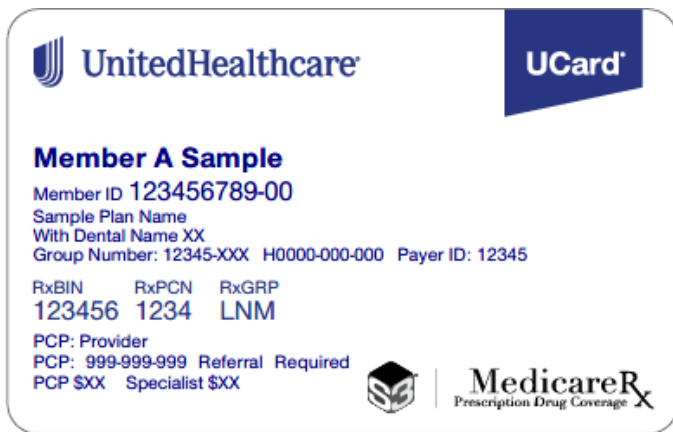 UnitedHealthcare®
UCard®
Member A Sample
Member ID 123456789-00
Sample Plan Name
With Dental Name XX
Group Number: 12345-XXX H0000-000-000 Payer ID: 12345
RxBIN RxPCN RxGRP
123456 1234 LNM
PCP: Provider
PCP: 999-999-999 Referral Required
PCP $XX Specialist $XX
S3
MedicareRx
Prescription Drug Coverage